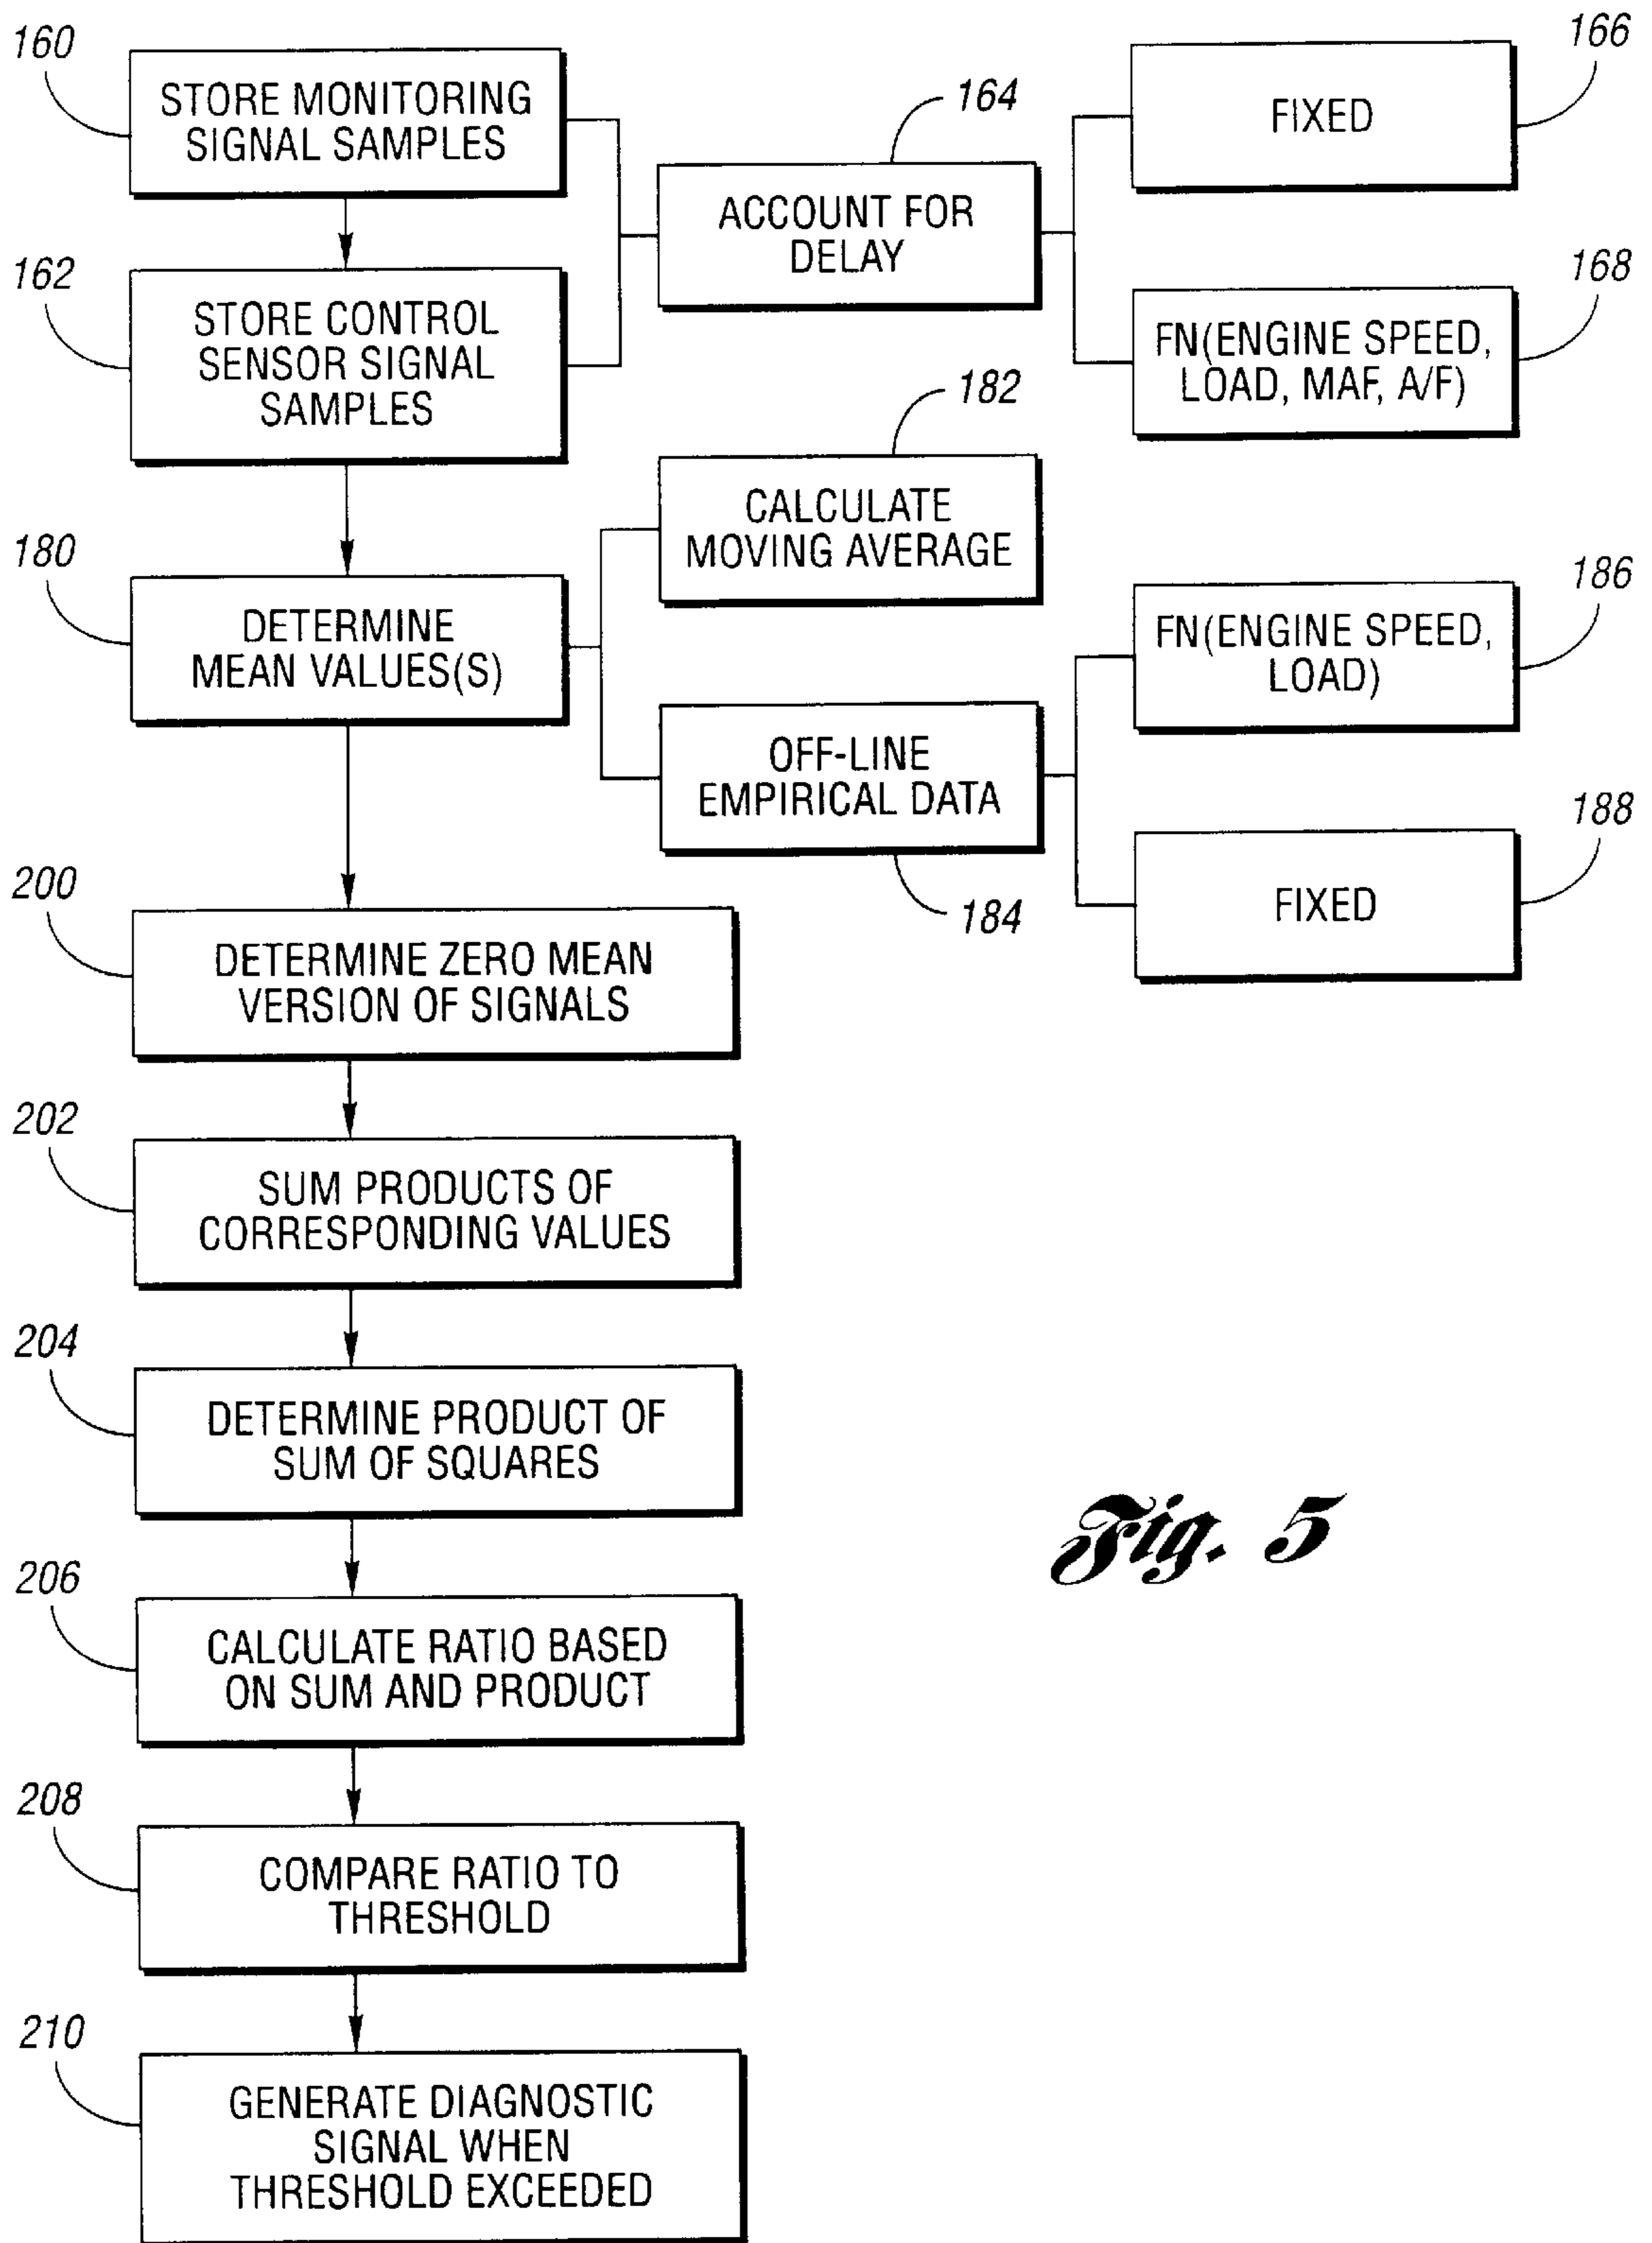 160
STORE MONITORING
SIGNAL SAMPLES
164
ACCOUNT FOR
DELAY
166
FIXED
162
STORE CONTROL
SENSOR SIGNAL
SAMPLES
168
FN(ENGINE SPEED,
LOAD, MAF, A/F)
182
CALCULATE
MOVING AVERAGE
180
DETERMINE
MEAN VALUES(S)
186
FN(ENGINE SPEED,
LOAD)
OFF-LINE
EMPIRICAL DATA
184
188
FIXED
200
DETERMINE ZERO MEAN
VERSION OF SIGNALS
202
SUM PRODUCTS OF
CORRESPONDING VALUES
204
DETERMINE PRODUCT OF
SUM OF SQUARES
Fig. 5
206
CALCULATE RATIO BASED
ON SUM AND PRODUCT
208
COMPARE RATIO TO
THRESHOLD
210
GENERATE DIAGNOSTIC
SIGNAL WHEN
THRESHOLD EXCEEDED